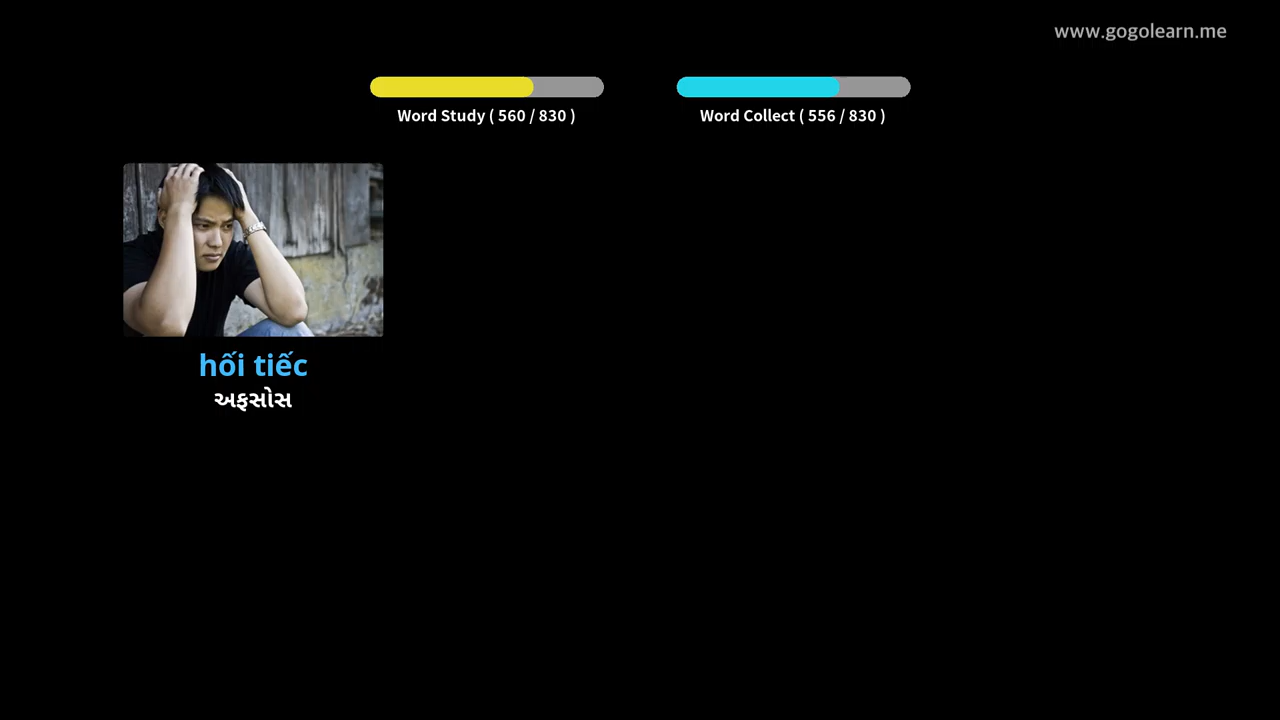 www.gogolearn.me
Word Study ( 560 / 830 )
Word Collect ( 556 / 830 )
hối tiếc
અફસોસ